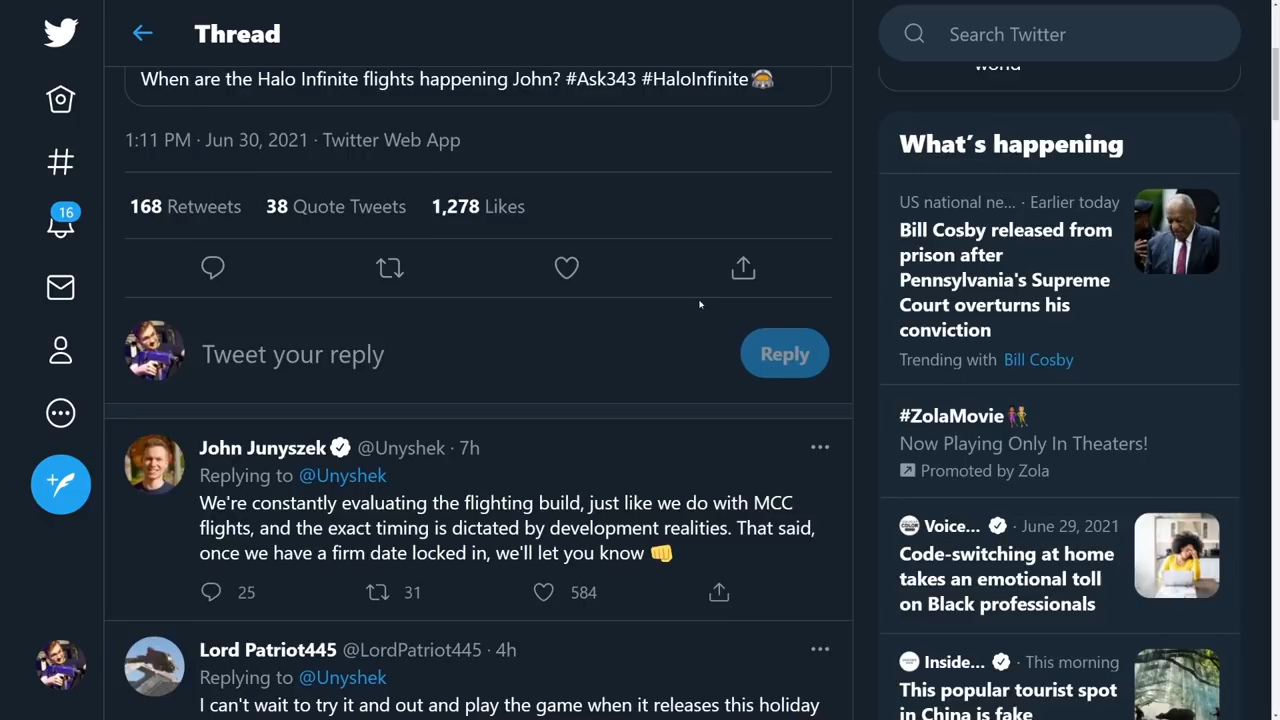 Thread
When are the Halo Infinite flights happening John? #Ask343 #HaloInfinite
1:11 PM · Jun 30, 2021 · Twitter Web App
168 Retweets 38 Quote Tweets 1,278 Likes
16
Tweet your reply
Reply
John Junyszek @Unyshek · 7h
Replying to @Unyshek
We're constantly evaluating the flighting build, just like we do with MCC
flights, and the exact timing is dictated by development realities. That said,
once we have a firm date locked in, we'll let you know 👊
25 31 584
Lord Patriot445 @LordPatriot445 · 4h
Replying to @Unyshek
I can't wait to try it and out and play the game when it releases this holiday
Search Twitter
world
What's happening
US national ne... · Earlier today
Bill Cosby released from
prison after
Pennsylvania's Supreme
Court overturns his
conviction
Trending with Bill Cosby
#ZolaMovie
Now Playing Only In Theaters!
Promoted by Zola
Voice... · June 29, 2021
Code-switching at home
takes an emotional toll
on Black professionals
Inside... · This morning
This popular tourist spot
in China is fake